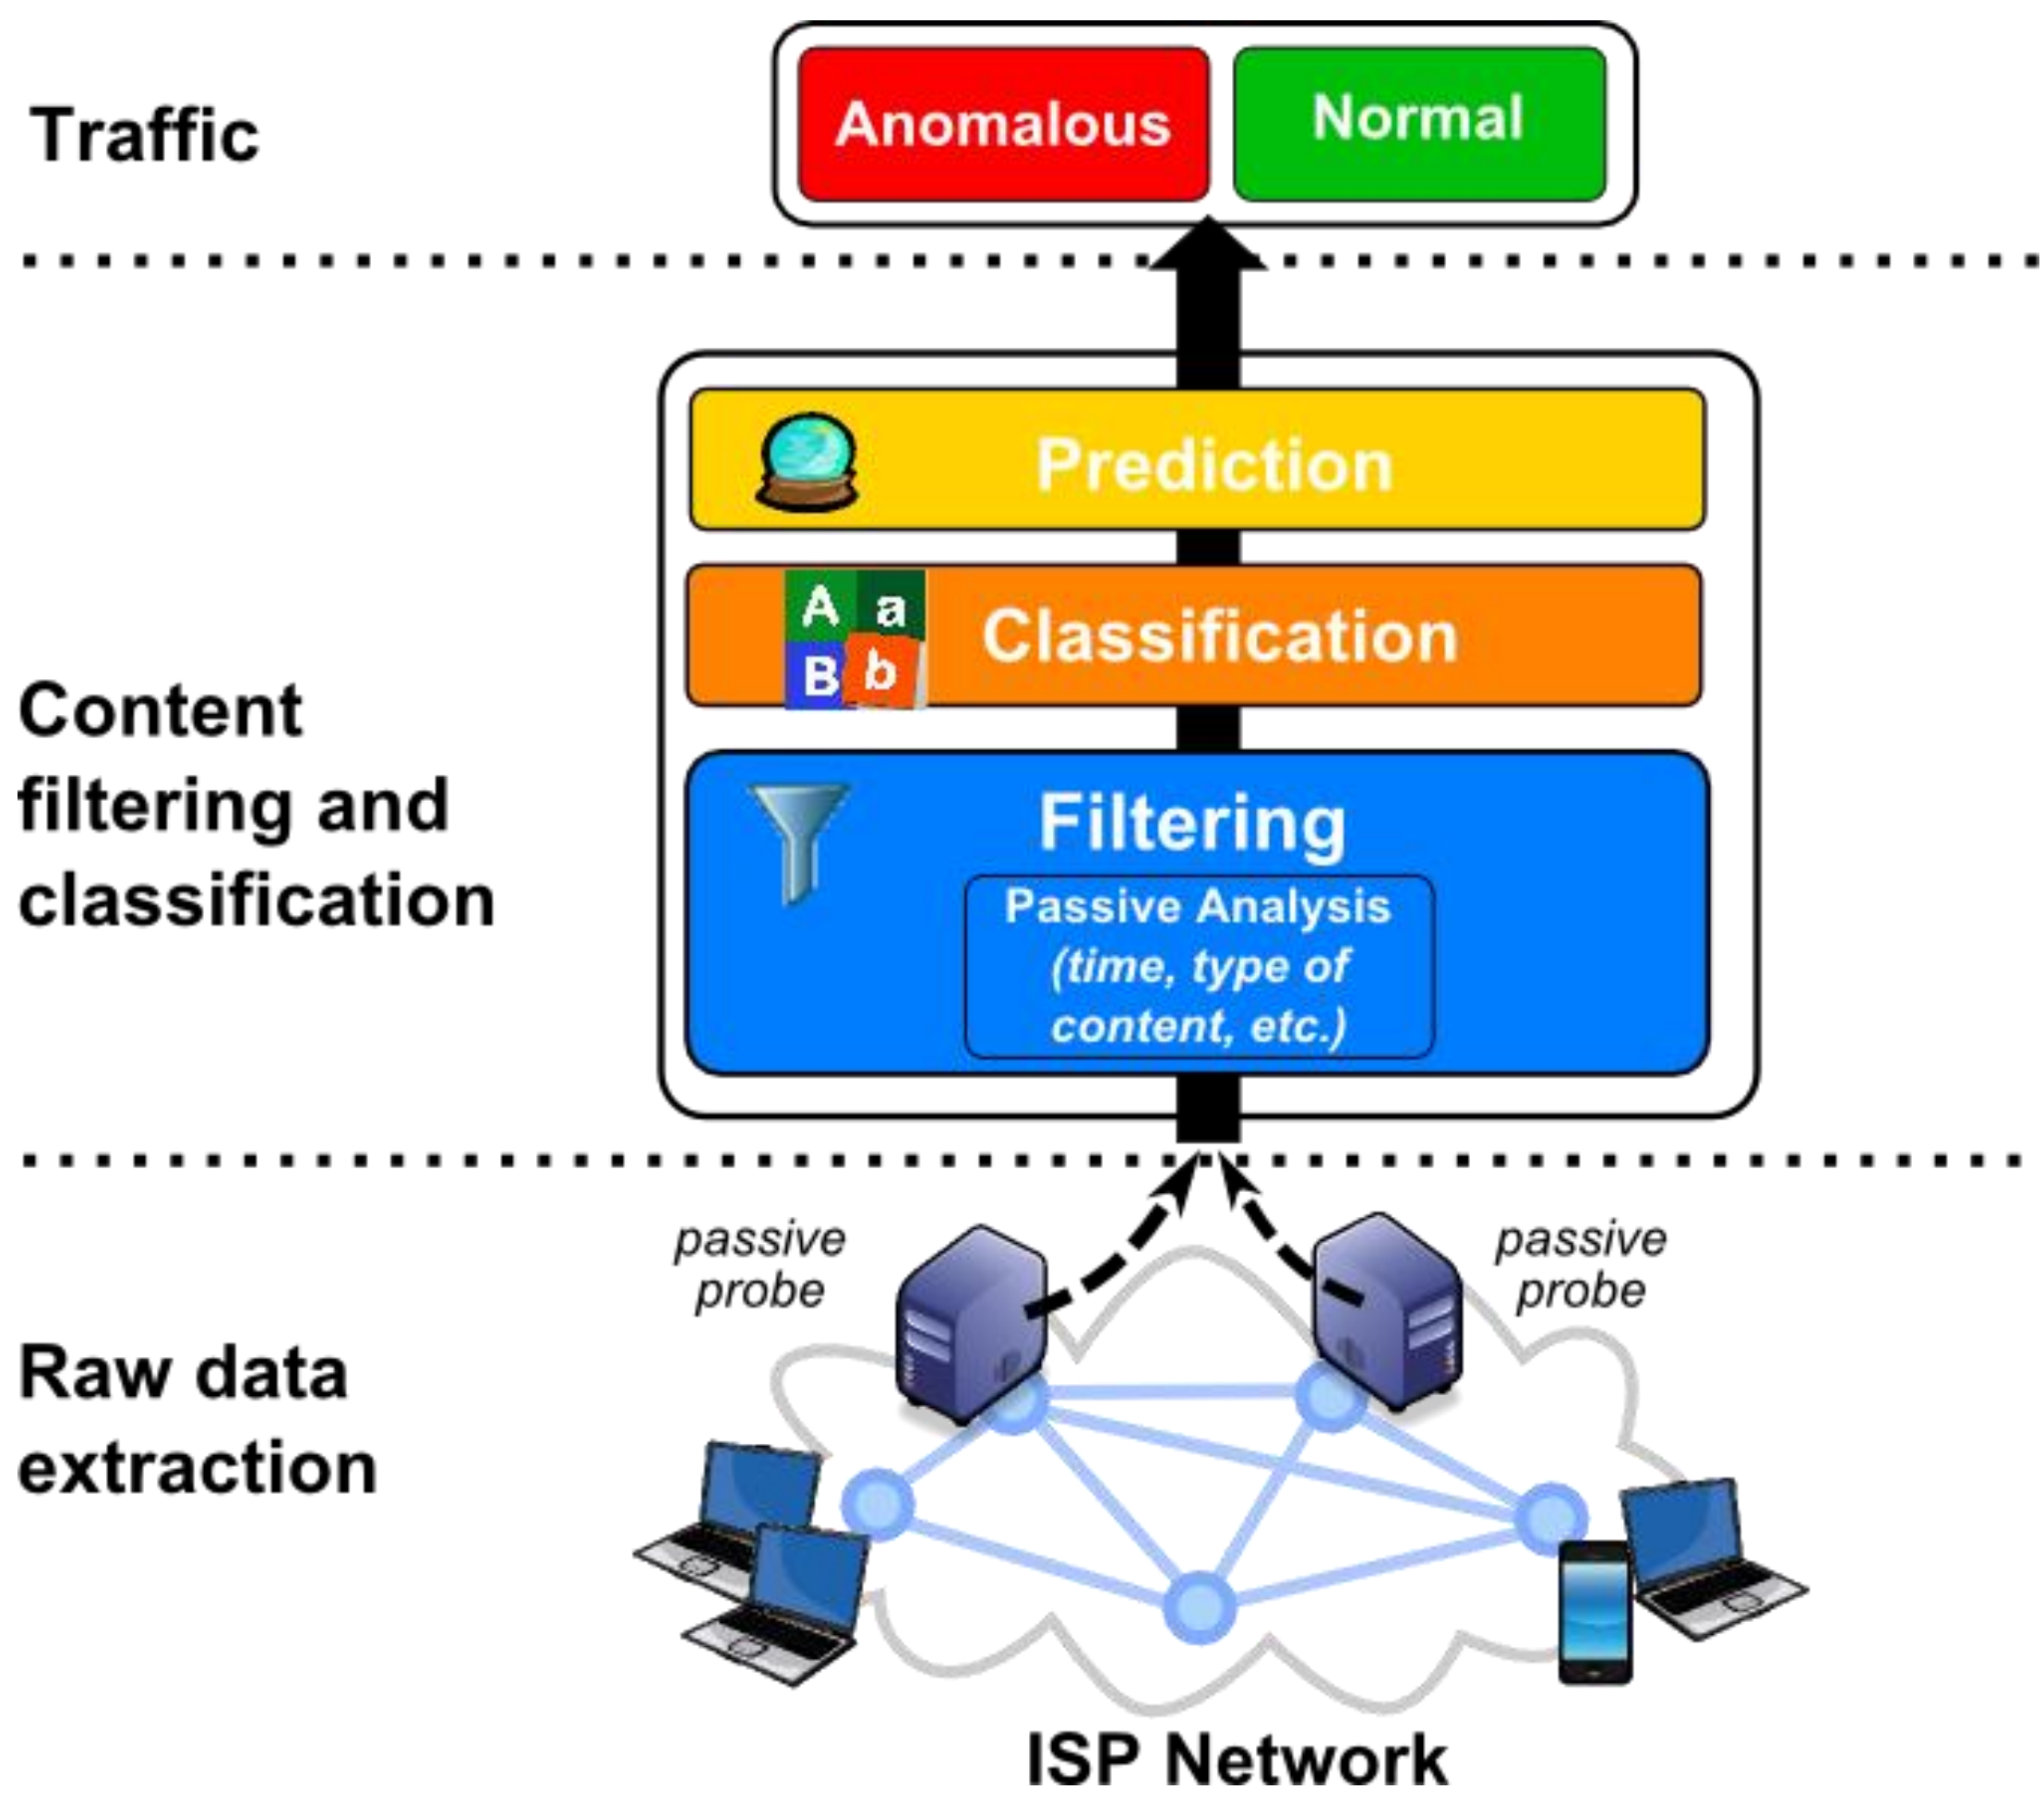 Traffic
Anomalous
Normal
Content
filtering and
classification
Prediction
A a
B b
Classification
Filtering
Passive Analysis
(time, type of
content, etc.)
Raw data
extraction
passive
probe
passive
probe
ISP Network